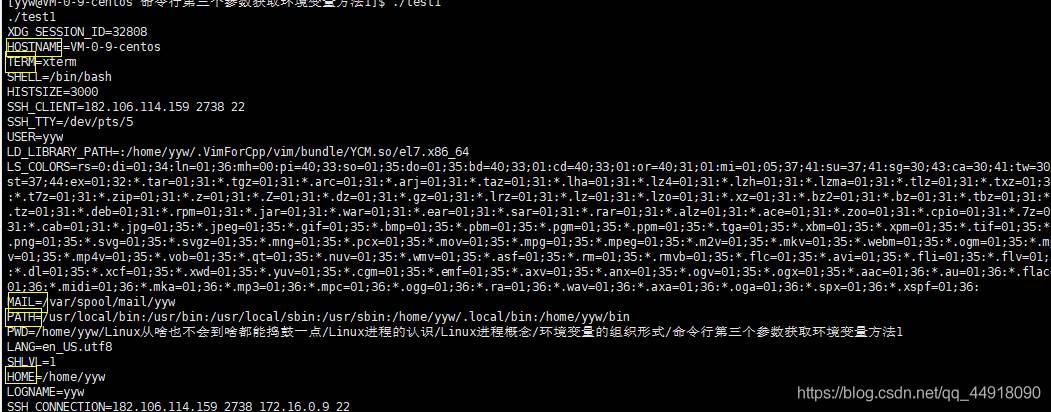 [yyw@VM-0-9-centos 命令行第三个参数获取环境变量方法1]$ ./test1
./test1
XDG_SESSION_ID=32808
HOSTNAME=VM-0-9-centos
TERM=xterm
SHELL=/bin/bash
HISTSIZE=3000
SSH_CLIENT=182.106.114.159 2738 22
SSH_TTY=/dev/pts/5
USER=yyw
LD_LIBRARY_PATH=:/home/yyw/.VimForCpp/vim/bundle/YCM.so/el7.x86_64
LS_COLORS=rs=0:di=01;34:ln=01;36:mh=00:pi=40;33:so=01;35:do=01;35:bd=40;33;01:cd=40;33;01:or=40;31;01:mi=01;05;37;41:su=37;41:sg=30;43:ca=30;41:tw=30
st=37;44:ex=01;32:*.tar=01;31:*.tgz=01;31:*.arc=01;31:*.arj=01;31:*.taz=01;31:*.lha=01;31:*.lz4=01;31:*.lzh=01;31:*.lzma=01;31:*.tlz=01;31:*.txz=01;3
:*.t7z=01;31:*.zip=01;31:*.z=01;31:*.Z=01;31:*.dz=01;31:*.gz=01;31:*.lrz=01;31:*.lz=01;31:*.lzo=01;31:*.xz=01;31:*.bz2=01;31:*.bz=01;31:*.tbz=01;31:*
.tz=01;31:*.deb=01;31:*.rpm=01;31:*.jar=01;31:*.war=01;31:*.ear=01;31:*.sar=01;31:*.rar=01;31:*.alz=01;31:*.ace=01;31:*.zoo=01;31:*.cpio=01;31:*.7z=0
31:*.cab=01;31:*.jpg=01;35:*.jpeg=01;35:*.gif=01;35:*.bmp=01;35:*.pbm=01;35:*.pgm=01;35:*.ppm=01;35:*.tga=01;35:*.xbm=01;35:*.xpm=01;35:*.tif=01;35:*
.png=01;35:*.svg=01;35:*.svgz=01;35:*.mng=01;35:*.pcx=01;35:*.mov=01;35:*.mpg=01;35:*.mpeg=01;35:*.m2v=01;35:*.mkv=01;35:*.webm=01;35:*.ogm=01;35:*.m
v=01;35:*.mp4v=01;35:*.vob=01;35:*.qt=01;35:*.nuv=01;35:*.wmv=01;35:*.asf=01;35:*.rm=01;35:*.rmvb=01;35:*.flc=01;35:*.avi=01;35:*.fli=01;35:*.flv=01;
:*.dl=01;35:*.xcf=01;35:*.xwd=01;35:*.yuv=01;35:*.cgm=01;35:*.emf=01;35:*.axv=01;35:*.anx=01;35:*.ogv=01;35:*.ogx=01;35:*.aac=01;36:*.au=01;36:*.flac
01;36:*.midi=01;36:*.mka=01;36:*.mp3=01;36:*.mpc=01;36:*.ogg=01;36:*.ra=01;36:*.wav=01;36:*.axa=01;36:*.oga=01;36:*.spx=01;36:*.xspf=01;36:
MAIL=/var/spool/mail/yyw
PATH=/usr/local/bin:/usr/bin:/usr/local/sbin:/usr/sbin:/home/yyw/.local/bin:/home/yyw/bin
PWD=/home/yyw/Linux从啥也不会到啥都能捣鼓一点/Linux进程的认识/Linux进程概念/环境变量的组织形式/命令行第三个参数获取环境变量方法1
LANG=en_US.utf8
SHLVL=1
HOME=/home/yyw
LOGNAME=yyw
SSH_CONNECTION=182.106.114.159 2738 172.16.0.9 22
https://blog.csdn.net/qq_44918090